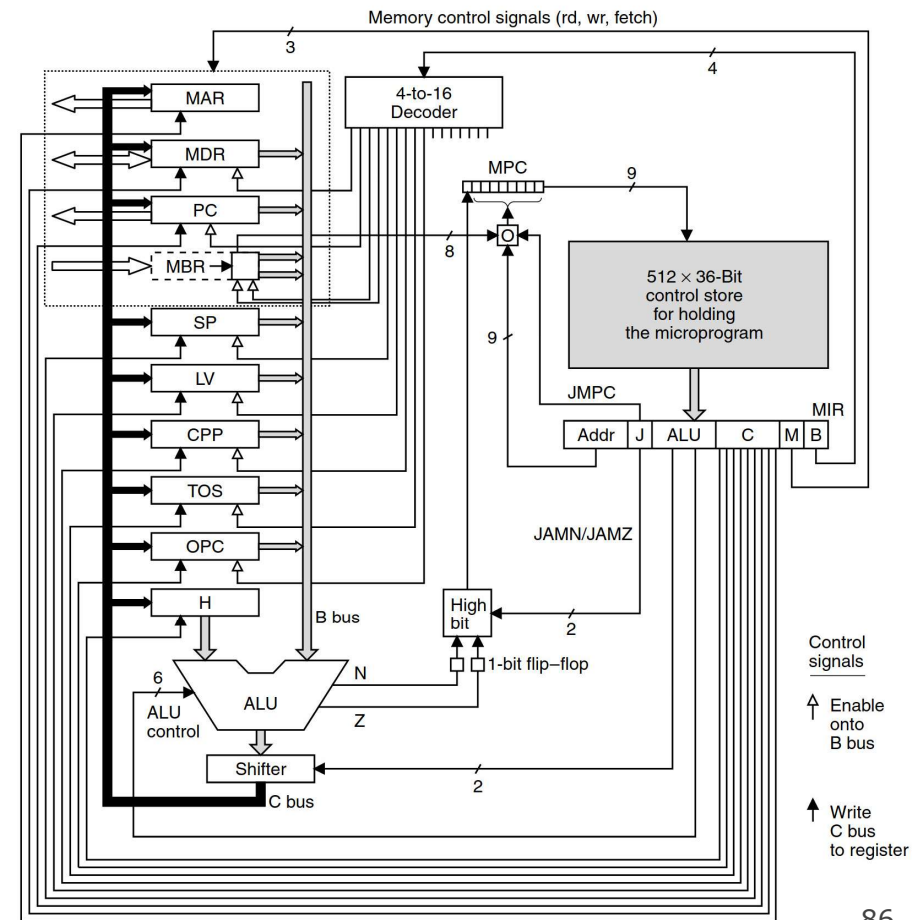 Memory control signals (rd, wr, fetch)
3
4
MAR
4-to-16
Decoder
MDR
MPC
9
PC
8
O
MBR
512 × 36-Bit
control store
for holding
the microprogram
SP
9
LV
JMPC
MIR
Addr J ALU C M B
CPP
TOS
JAMN/JAMZ
OPC
H
High
bit
2
B bus
Control
signals
1-bit flip–flop
N
6
ALU
control
ALU
Z
Enable
onto
B bus
Shifter
2
C bus
Write
C bus
to register
86